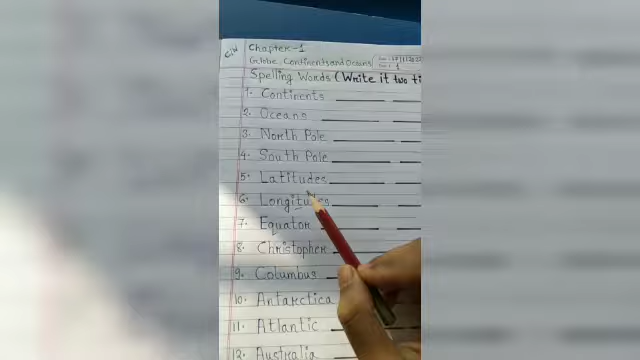 C/W
Chapter-1
Globe, Continents and Oceans
Spelling Words (Write it two ti
1. Continents
2. Oceans
3. North Pole
4. South Pole
5. Latitudes
6. Longitudes
7. Equator
8. Christopher
9. Columbus
10. Antarctica
11. Atlantic
12. Australia